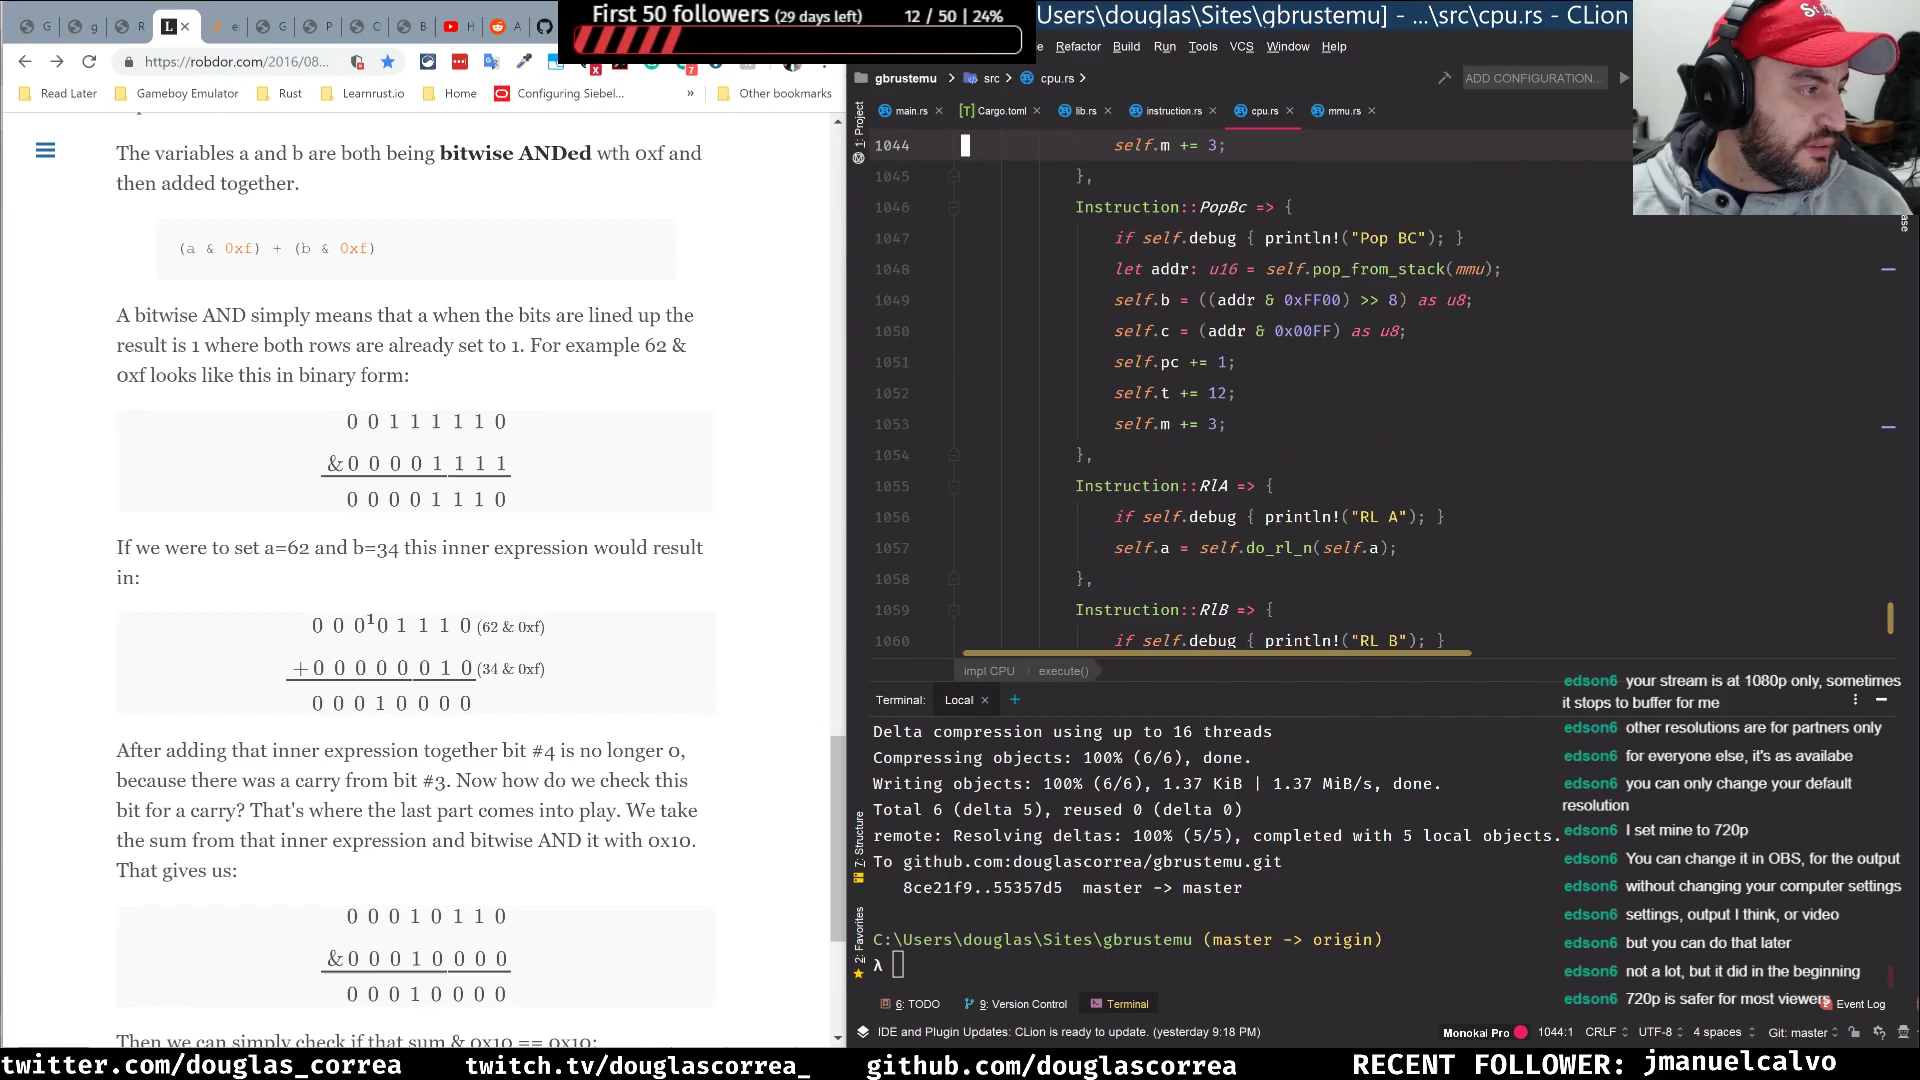 First 50 followers (29 days left) 12 / 50 | 24%
https://robdor.com/2016/08...
Read Later
Gameboy Emulator
Rust
Learnrust.io
Home
Configuring Siebel...
»
Other bookmarks
The variables a and b are both being bitwise ANDed wth 0xf and
then added together.
(a & 0xf) + (b & 0xf)
A bitwise AND simply means that a when the bits are lined up the
result is 1 where both rows are already set to 1. For example 62 &
0xf looks like this in binary form:
0 0 1 1 1 1 1 0
&0 0 0 0 1 1 1 1
0 0 0 0 1 1 1 0
If we were to set a=62 and b=34 this inner expression would result
in:
0 0 0¹0 1 1 1 0 (62 & 0xf)
+0 0 0 0 0 0 1 0 (34 & 0xf)
0 0 0 1 0 0 0 0
After adding that inner expression together bit #4 is no longer 0,
because there was a carry from bit #3. Now how do we check this
bit for a carry? That's where the last part comes into play. We take
the sum from that inner expression and bitwise AND it with 0x10.
That gives us:
0 0 0 1 0 1 1 0
&0 0 0 1 0 0 0 0
0 0 0 1 0 0 0 0
Then we can simply check if that sum & 0x10 == 0x10:
Users\douglas\Sites\gbrustemu] - ...\src\cpu.rs - CLion
Refactor Build Run Tools VCS Window Help
gbrustemu src cpu.rs
ADD CONFIGURATION...
main.rs Cargo.toml lib.rs instruction.rs cpu.rs mmu.rs
1: Project
1044 self.m += 3;
1045 },
1046 Instruction::PopBc => {
1047 if self.debug { println!("Pop BC"); }
1048 let addr: u16 = self.pop_from_stack(mmu);
1049 self.b = ((addr & 0xFF00) >> 8) as u8;
1050 self.c = (addr & 0x00FF) as u8;
1051 self.pc += 1;
1052 self.t += 12;
1053 self.m += 3;
1054 },
1055 Instruction::RlA => {
1056 if self.debug { println!("RL A"); }
1057 self.a = self.do_rl_n(self.a);
1058 },
1059 Instruction::RlB => {
1060 if self.debug { println!("RL B"); }
impl CPU execute()
Terminal: Local +
Delta compression using up to 16 threads
Compressing objects: 100% (6/6), done.
Writing objects: 100% (6/6), 1.37 KiB | 1.37 MiB/s, done.
Total 6 (delta 5), reused 0 (delta 0)
remote: Resolving deltas: 100% (5/5), completed with 5 local objects.
To github.com:douglascorrea/gbrustemu.git
8ce21f9..55357d5 master -> master
C:\Users\douglas\Sites\gbrustemu (master -> origin)
λ
7: Structure
2: Favorites
edson6 your stream is at 1080p only, sometimes
it stops to buffer for me
edson6 other resolutions are for partners only
edson6 for everyone else, it's as availabe
edson6 you can only change your default
resolution
edson6 I set mine to 720p
edson6 You can change it in OBS, for the output
edson6 without changing your computer settings
edson6 settings, output I think, or video
edson6 but you can do that later
edson6 not a lot, but it did in the beginning
edson6 720p is safer for most viewers
6: TODO 9: Version Control Terminal
2 Event Log
IDE and Plugin Updates: CLion is ready to update. (yesterday 9:18 PM)
Monokai Pro 1044:1 CRLF UTF-8 4 spaces Git: master
twitter.com/douglas_correa twitch.tv/douglascorrea_ github.com/douglascorrea RECENT FOLLOWER: jmanuelcalvo